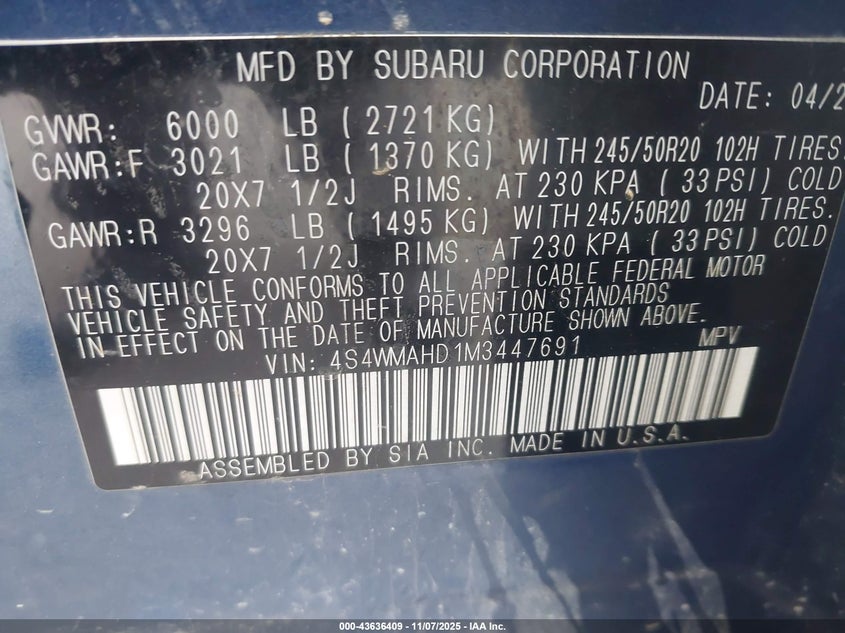 MFD BY SUBARU CORPORATION
DATE: 04/2
GVWR: 6000 LB ( 2721 KG)
GAWR:F 3021 LB ( 1370 KG) WITH 245/50R20 102H TIRES.
20X7 1/2J RIMS. AT 230 KPA ( 33 PSI) COLD
GAWR:R 3296 LB ( 1495 KG) WITH 245/50R20 102H TIRES.
20X7 1/2J RIMS. AT 230 KPA ( 33 PSI) COLD
THIS VEHICLE CONFORMS TO ALL APPLICABLE FEDERAL MOTOR
VEHICLE SAFETY AND THEFT PREVENTION STANDARDS
IN EFFECT ON THE DATE OF MANUFACTURE SHOWN ABOVE.
VIN: 4S4WMAHD1M3447691 MPV
ASSEMBLED BY SIA INC. MADE IN U.S.A.
000-43636409 - 11/07/2025 - IAA Inc.